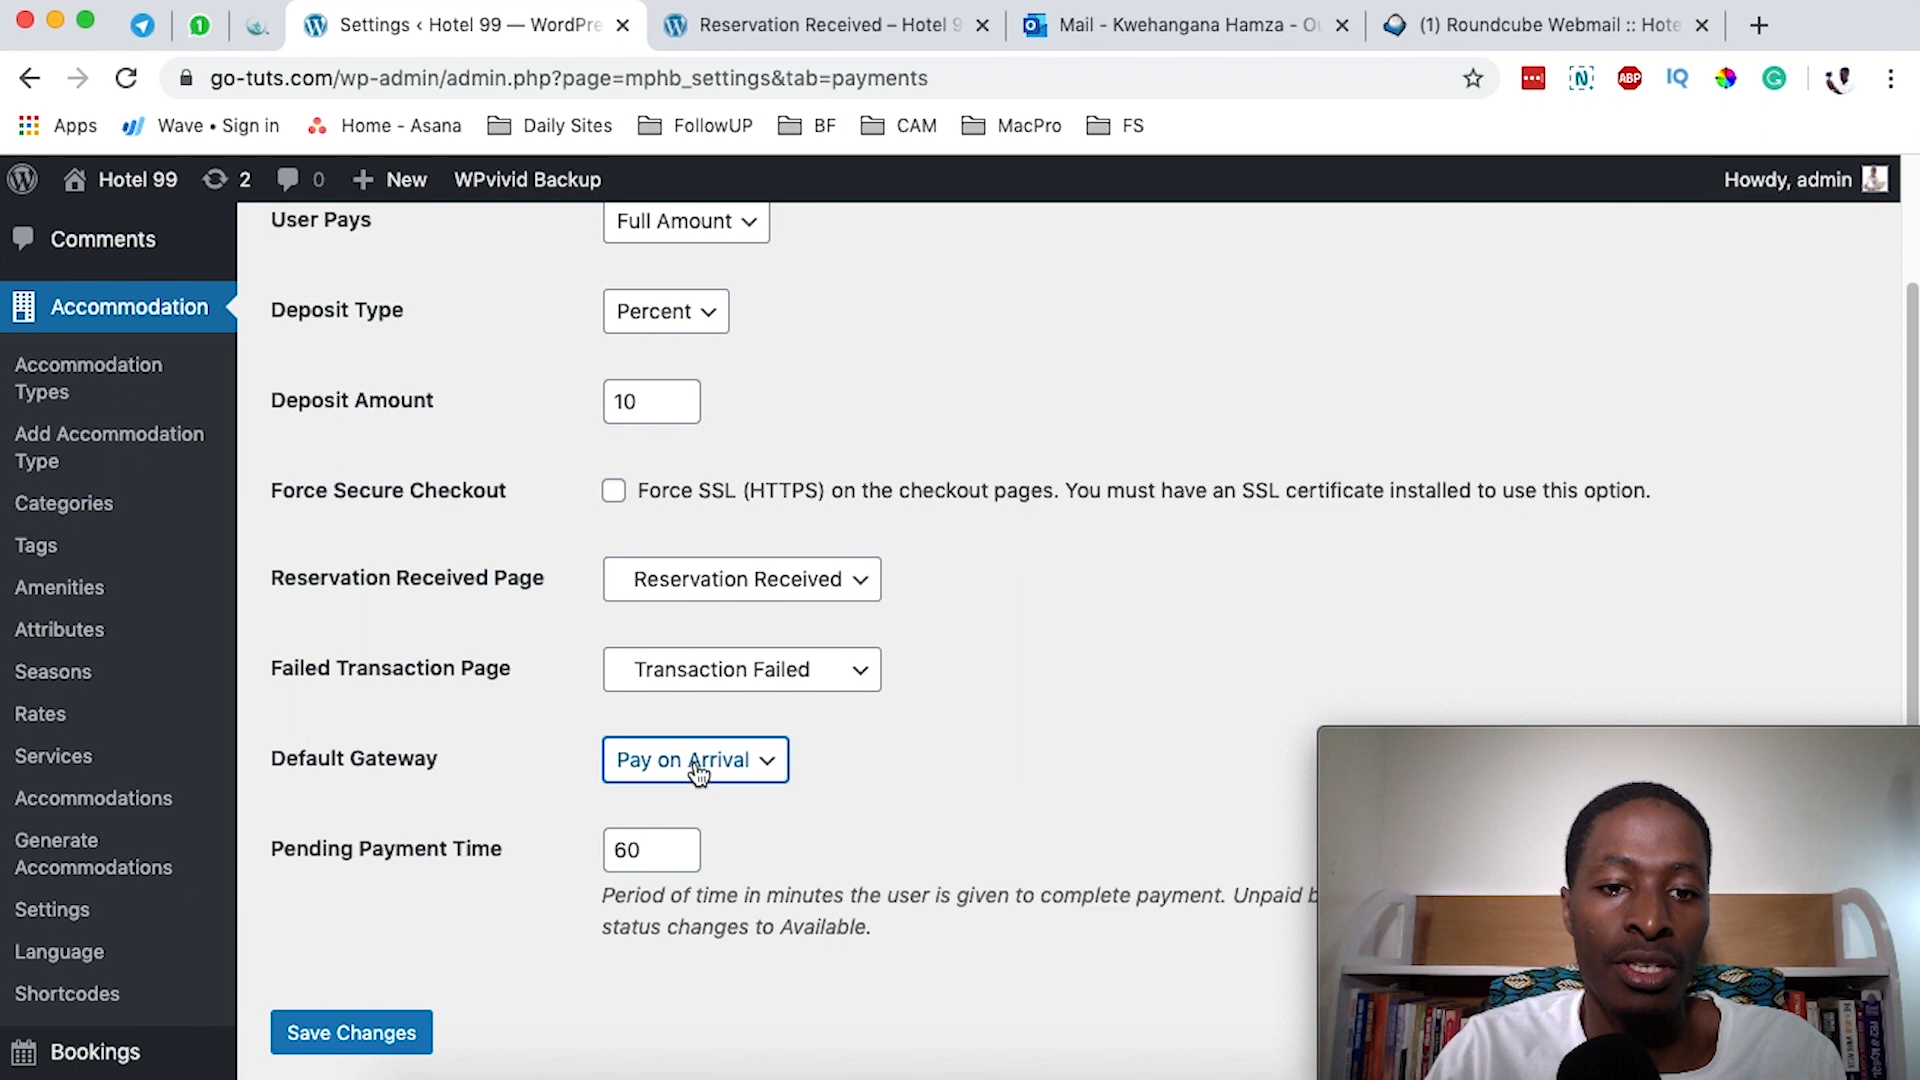 Settings ‹ Hotel 99 — WordPre
Reservation Received – Hotel 9
Mail - Kwehangana Hamza - Ou
(1) Roundcube Webmail :: Hote
go-tuts.com/wp-admin/admin.php?page=mphb_settings&tab=payments
ABP
IQ
Apps
Wave • Sign in
Home - Asana
Daily Sites
FollowUP
BF
CAM
MacPro
FS
Hotel 99
2
0
New
WPvivid Backup
Howdy, admin
Comments
Accommodation
Accommodation
Types
Add Accommodation
Type
Categories
Tags
Amenities
Attributes
Seasons
Rates
Services
Accommodations
Generate
Accommodations
Settings
Language
Shortcodes
Bookings
User Pays
Full Amount
Deposit Type
Percent
Deposit Amount
10
Force Secure Checkout
Force SSL (HTTPS) on the checkout pages. You must have an SSL certificate installed to use this option.
Reservation Received Page
Reservation Received
Failed Transaction Page
Transaction Failed
Default Gateway
Pay on Arrival
Pending Payment Time
60
Period of time in minutes the user is given to complete payment. Unpaid b
status changes to Available.
Save Changes